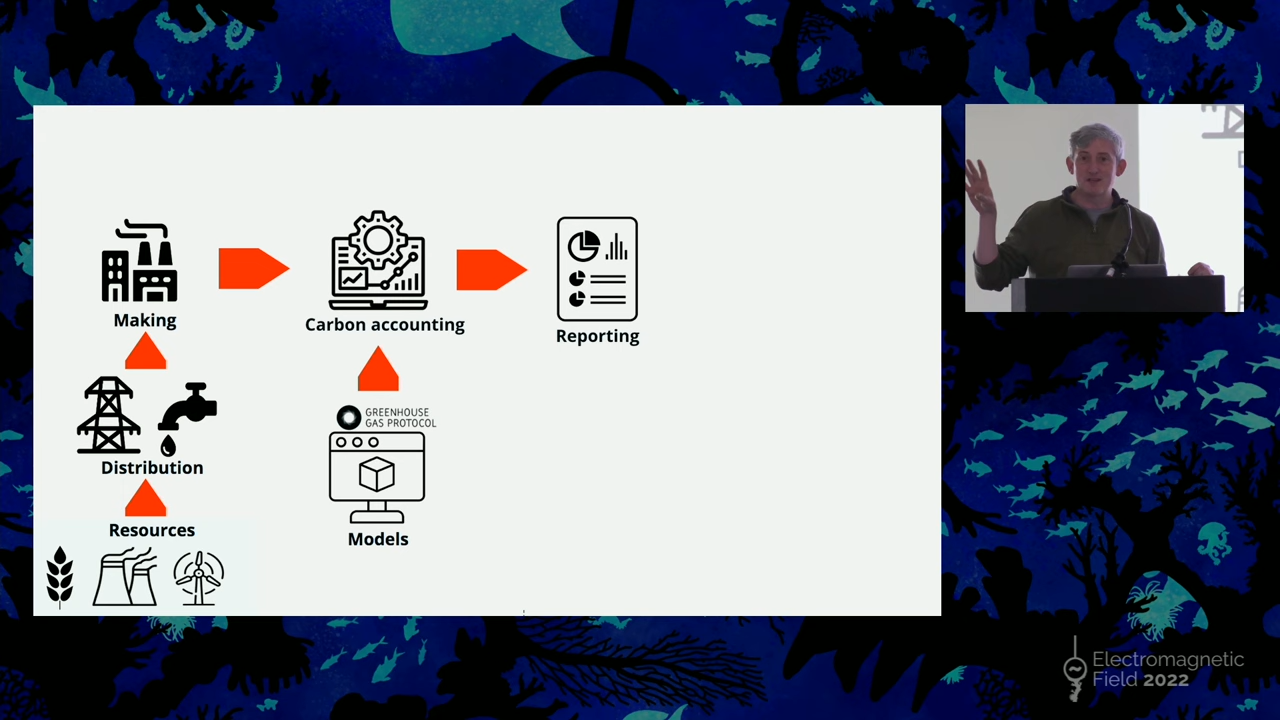 Making
Carbon accounting
Reporting
GREENHOUSE
GAS PROTOCOL
Distribution
Resources
Models
Electromagnetic
Field 2022